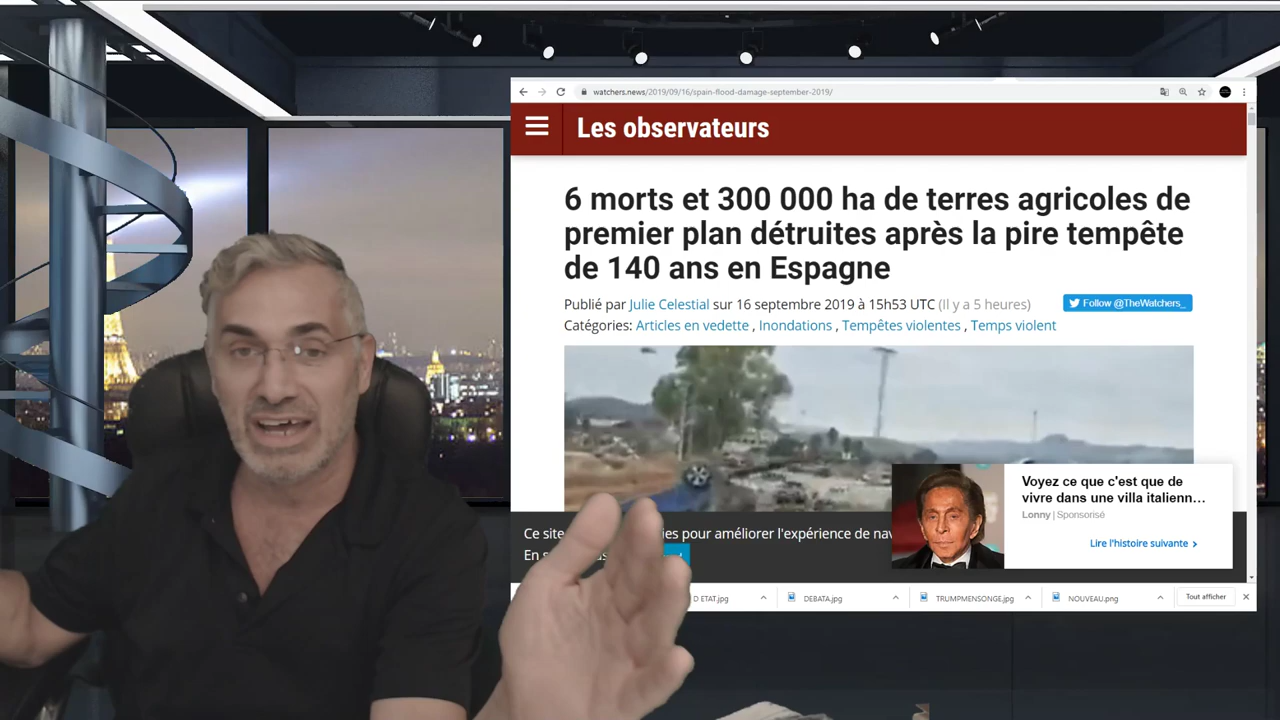 watchers.news/2019/09/16/spain-flood-damage-september-2019/
Les observateurs
6 morts et 300 000 ha de terres agricoles de
premier plan détruites après la pire tempête
de 140 ans en Espagne
Publié par Julie Celestial sur 16 septembre 2019 à 15h53 UTC (Il y a 5 heures)
Follow @TheWatchers_
Catégories: Articles en vedette , Inondations , Tempêtes violentes , Temps violent
Voyez ce que c'est que de
vivre dans une villa italienn...
Lonny | Sponsorisé
Lire l'histoire suivante >
Ce site pour améliorer l'expérience de
En
D ETAT.jpg
DEBATA.jpg
TRUMPMENSONGE.jpg
NOUVEAU.png
Tout afficher